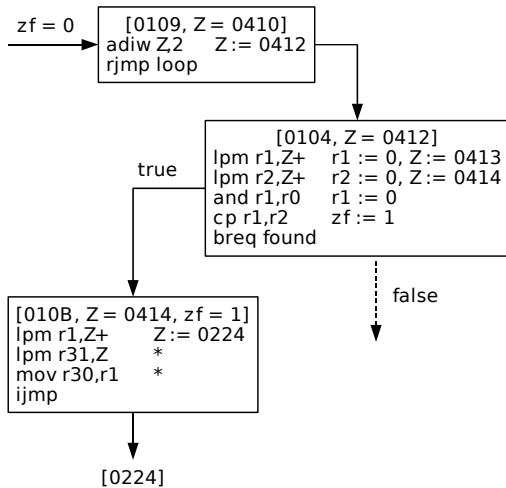 zf = 0
[0109, Z = 0410]
adiw Z,2 Z := 0412
rjmp loop
[0104, Z = 0412]
lpm r1,Z+ r1 := 0, Z := 0413
lpm r2,Z+ r2 := 0, Z := 0414
and r1,r0 r1 := 0
cp r1,r2 zf := 1
breq found
true
false
[010B, Z = 0414, zf = 1]
lpm r1,Z+ Z := 0224
lpm r31,Z *
mov r30,r1 *
ijmp
[0224]